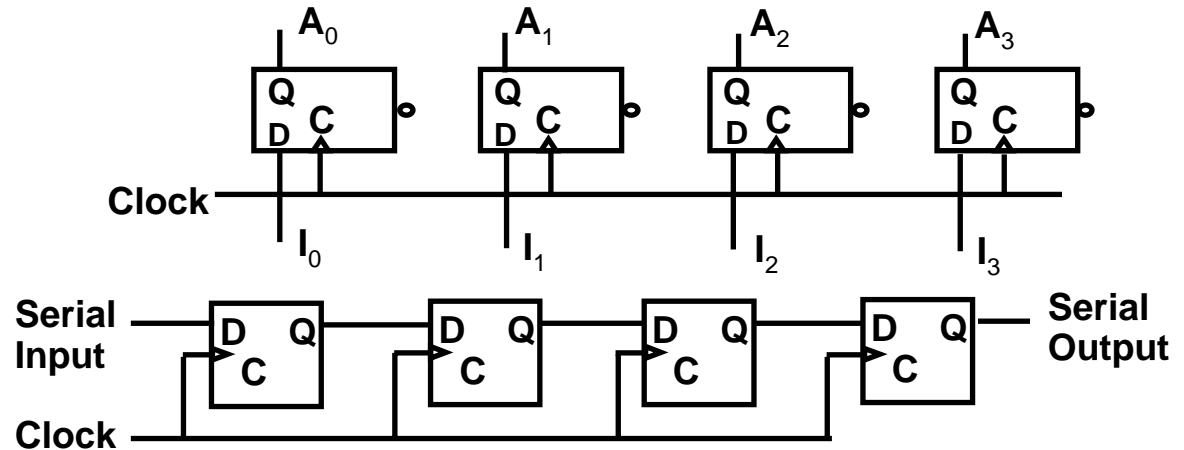 A0 A1 A2 A3
Q Q Q Q
D C D C D C D C
Clock
I0 I1 I2 I3
Serial Input
D Q D Q D Q D Q
C C C C
Serial Output
Clock